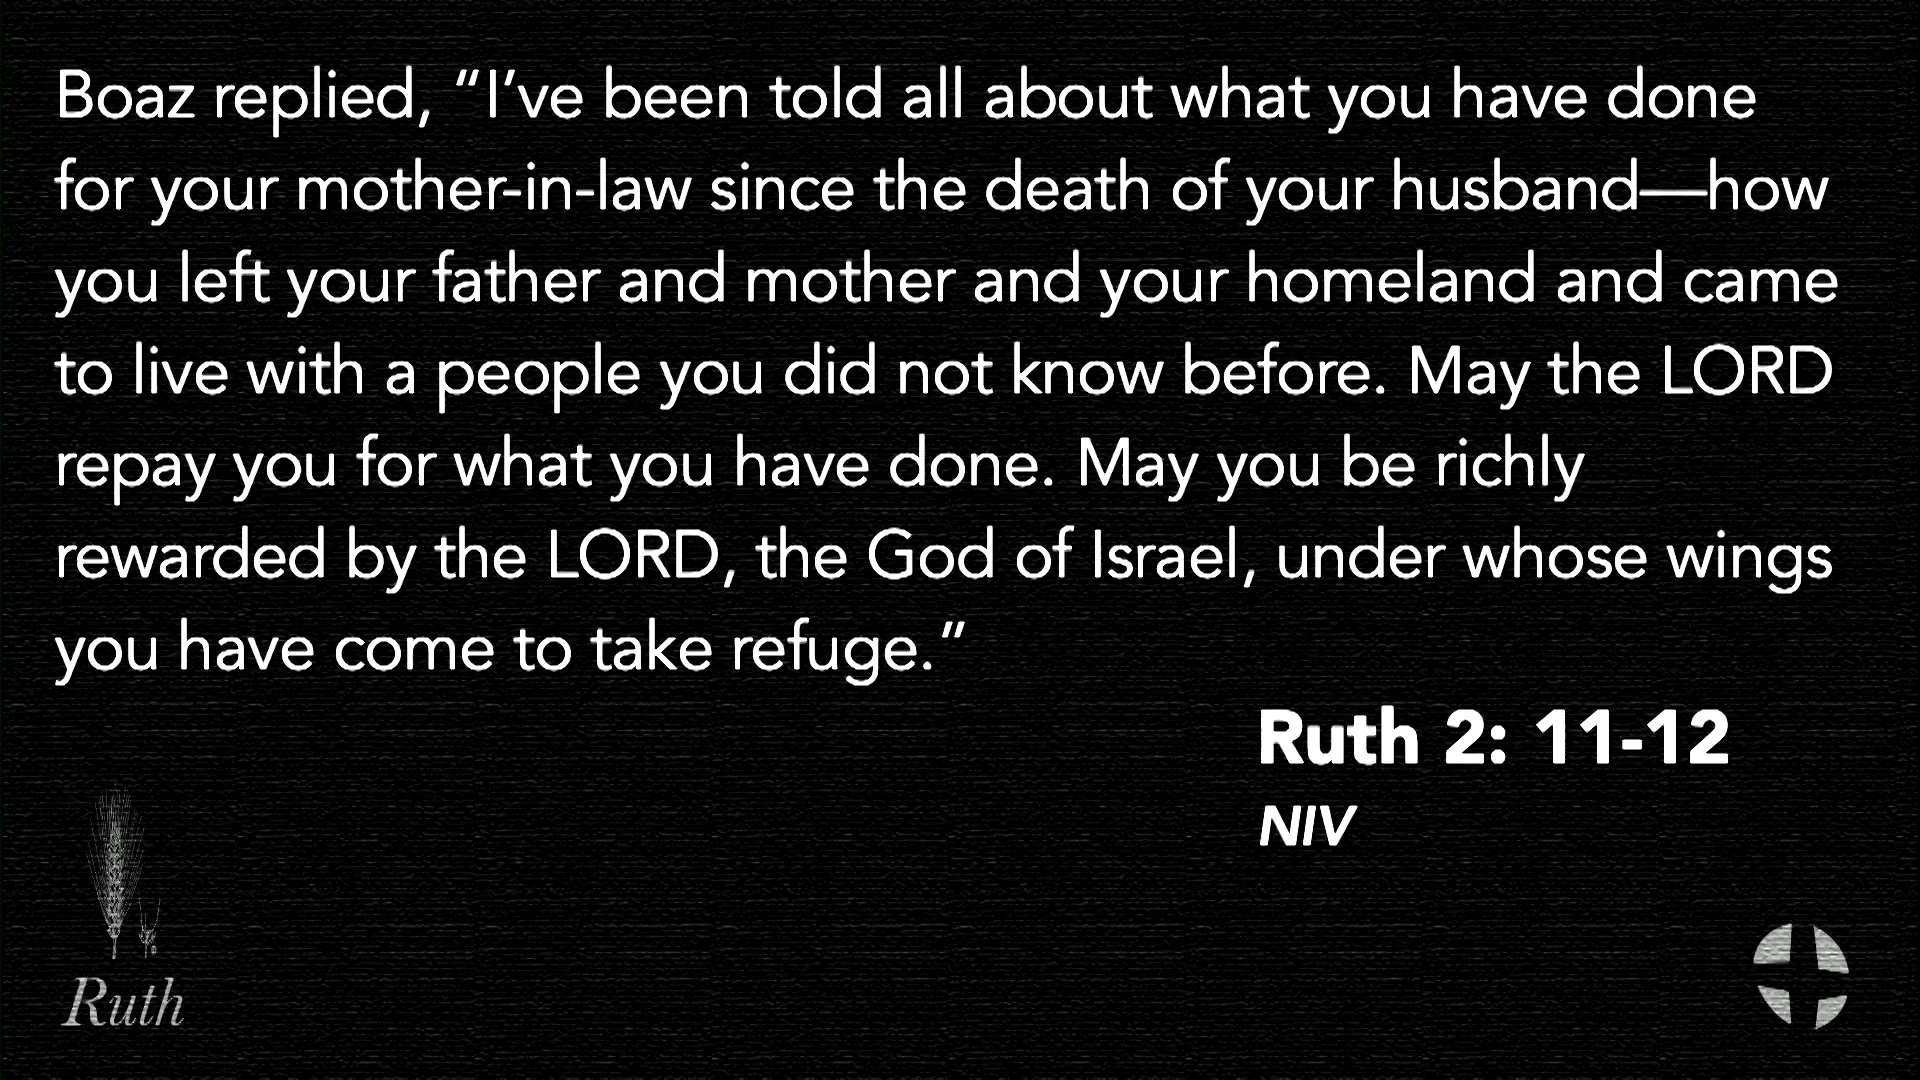 Boaz replied, “I’ve been told all about what you have done
for your mother-in-law since the death of your husband—how
you left your father and mother and your homeland and came
to live with a people you did not know before. May the LORD
repay you for what you have done. May you be richly
rewarded by the LORD, the God of Israel, under whose wings
you have come to take refuge.”
Ruth 2: 11-12
NIV
Ruth